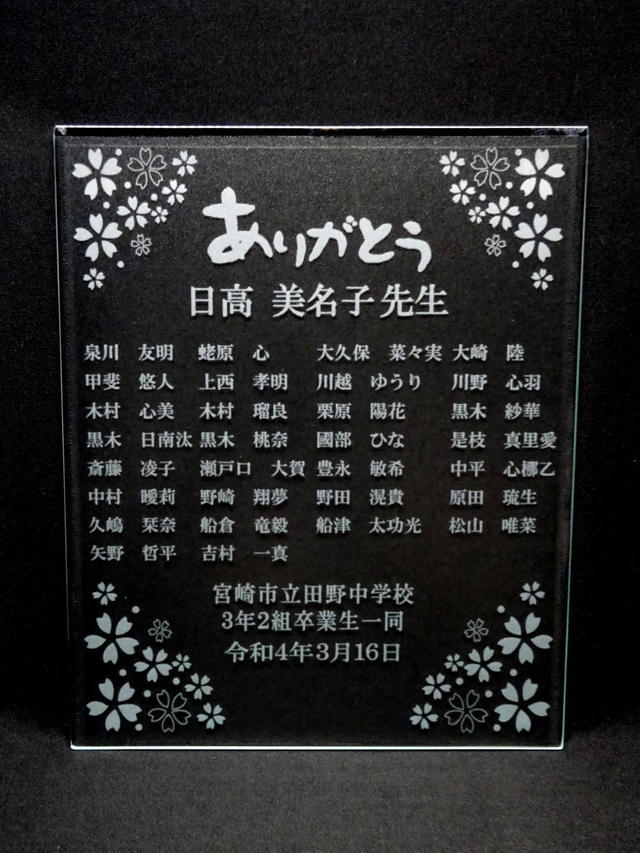 ありがとう
日高 美名子先生
泉川 友明 蛯原 心 大久保 菜々実 大崎 陸
甲斐 悠人 上西 孝明 川越 ゆうり 川野 心羽
木村 心美 木村 瑠良 栗原 陽花 黒木 紗華
黒木 日南汰 黒木 桃奈 國部 ひな 是枝 真里愛
斎藤 凌子 瀬戸口 大賀 豊永 敏希 中平 心梛乙
中村 曖莉 野崎 翔夢 野田 滉貴 原田 琉生
久嶋 栞奈 船倉 竜毅 船津 太功光 松山 唯菜
矢野 哲平 吉村 一真
宮崎市立田野中学校
3年2組卒業生一同
令和4年3月16日